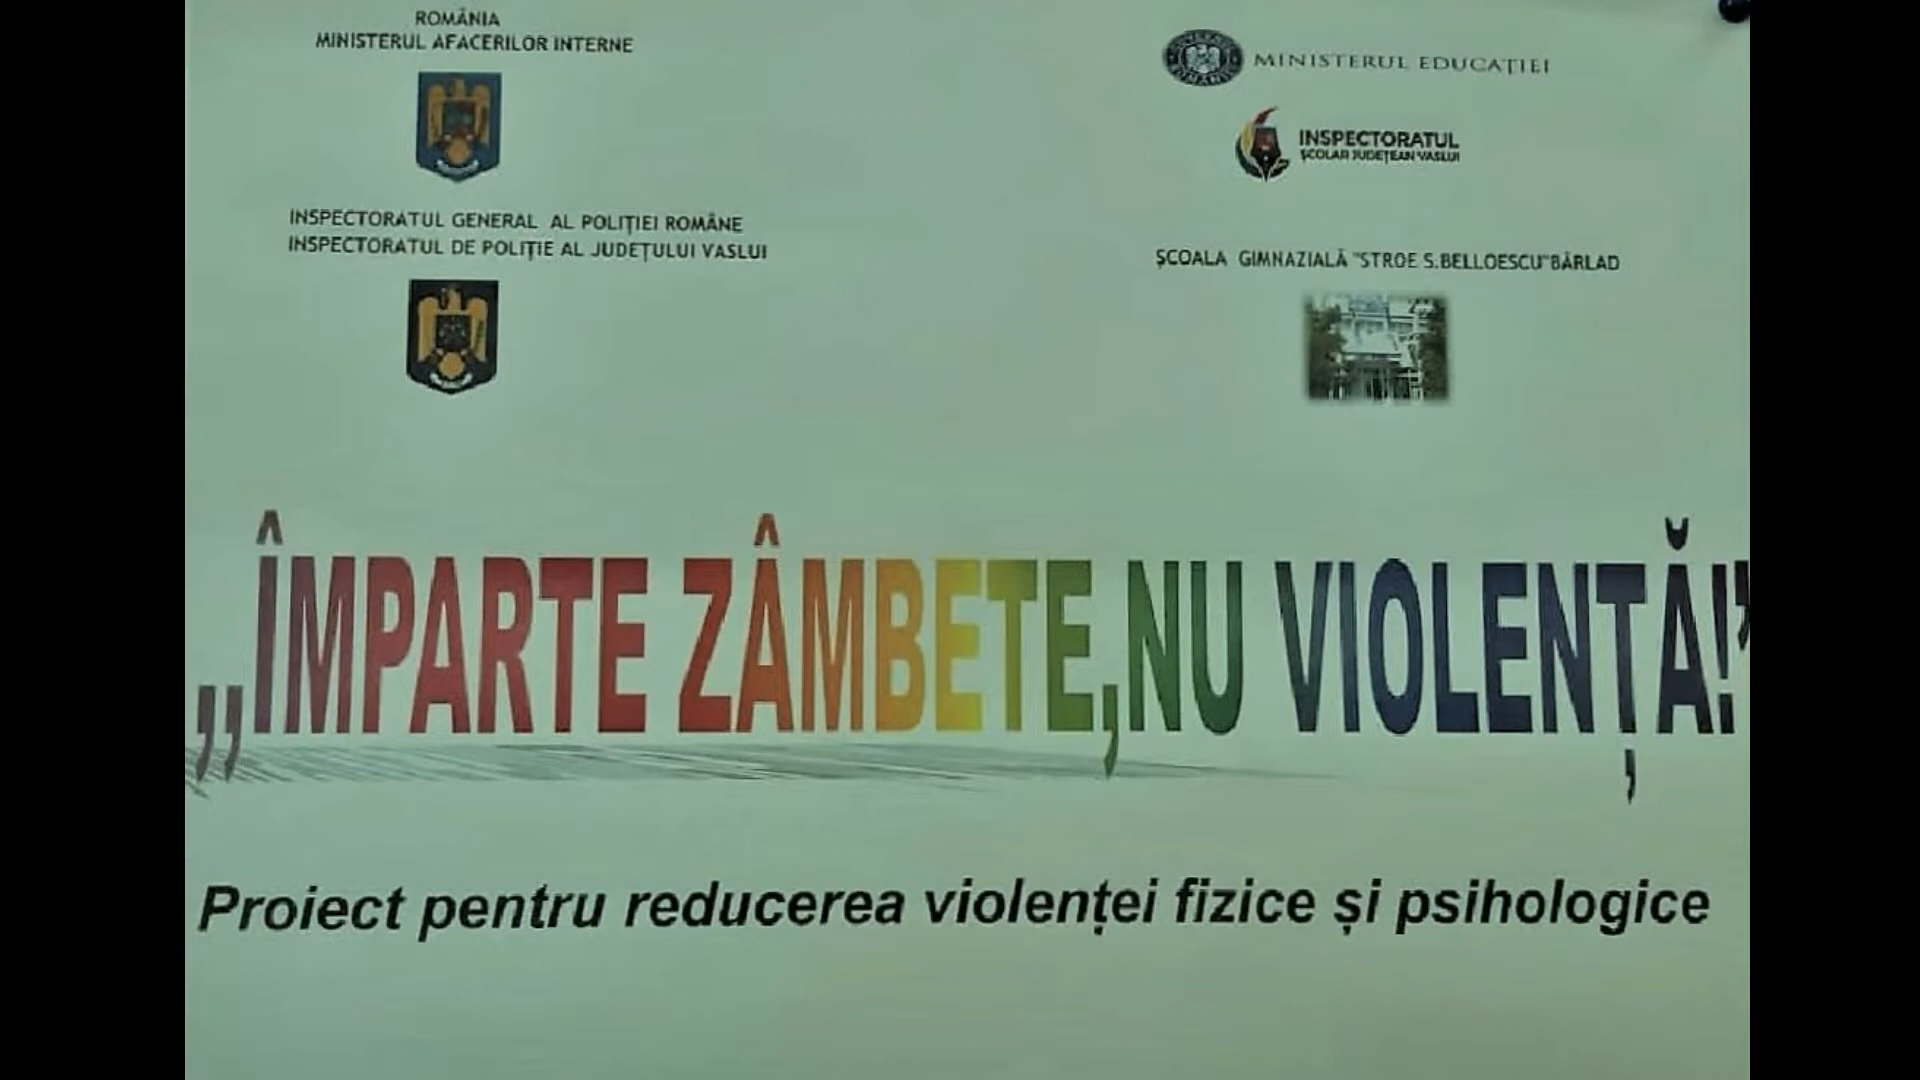 ROMÂNIA
MINISTERUL AFACERILOR INTERNE
INSPECTORATUL GENERAL AL POLIȚIEI ROMÂNE
INSPECTORATUL DE POLIȚIE AL JUDEȚULUI VASLUI
MINISTERUL EDUCAȚIEI
INSPECTORATUL
ȘCOLAR JUDEȚEAN VASLUI
ȘCOALA GIMNAZIALĂ "STROE S.BELLOESCU"BÂRLAD
„ÎMPARTE ZÂMBETE,NU VIOLENȚĂ!”
Proiect pentru reducerea violenței fizice și psihologice